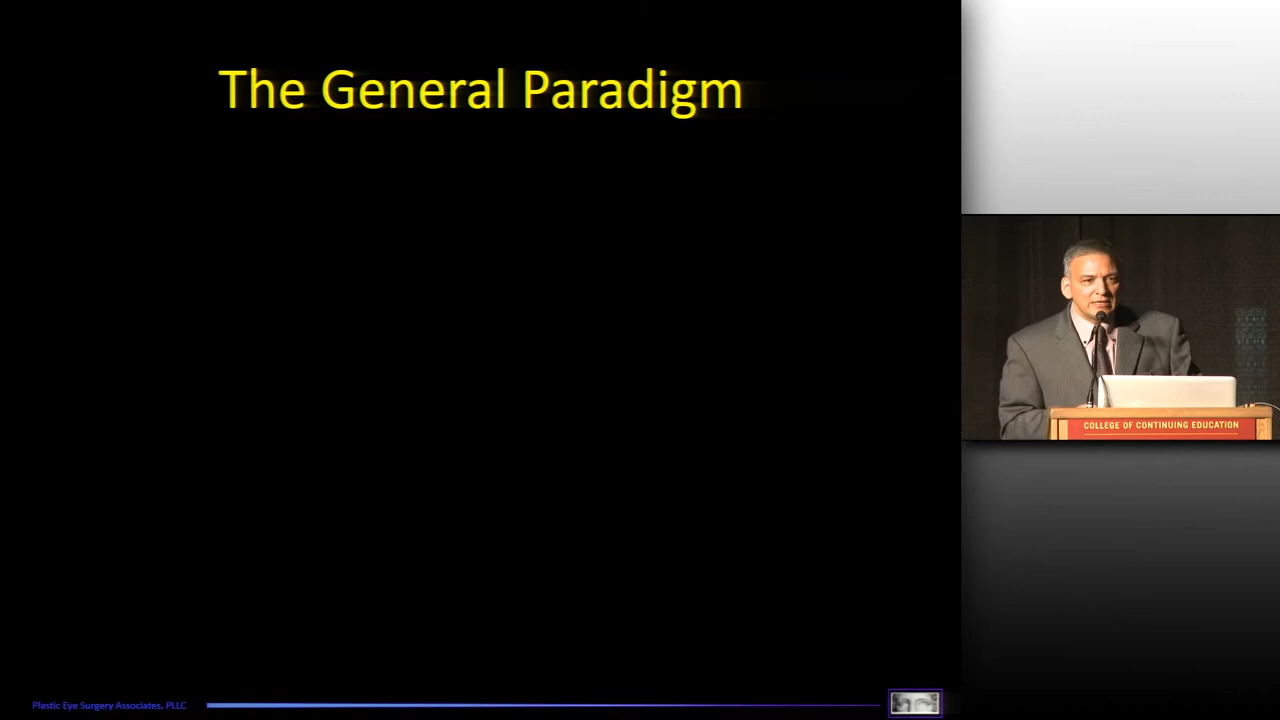 The General Paradigm
COLLEGE OF CONTINUING EDUCATION
Plastic Eye Surgery Associates, PLLC